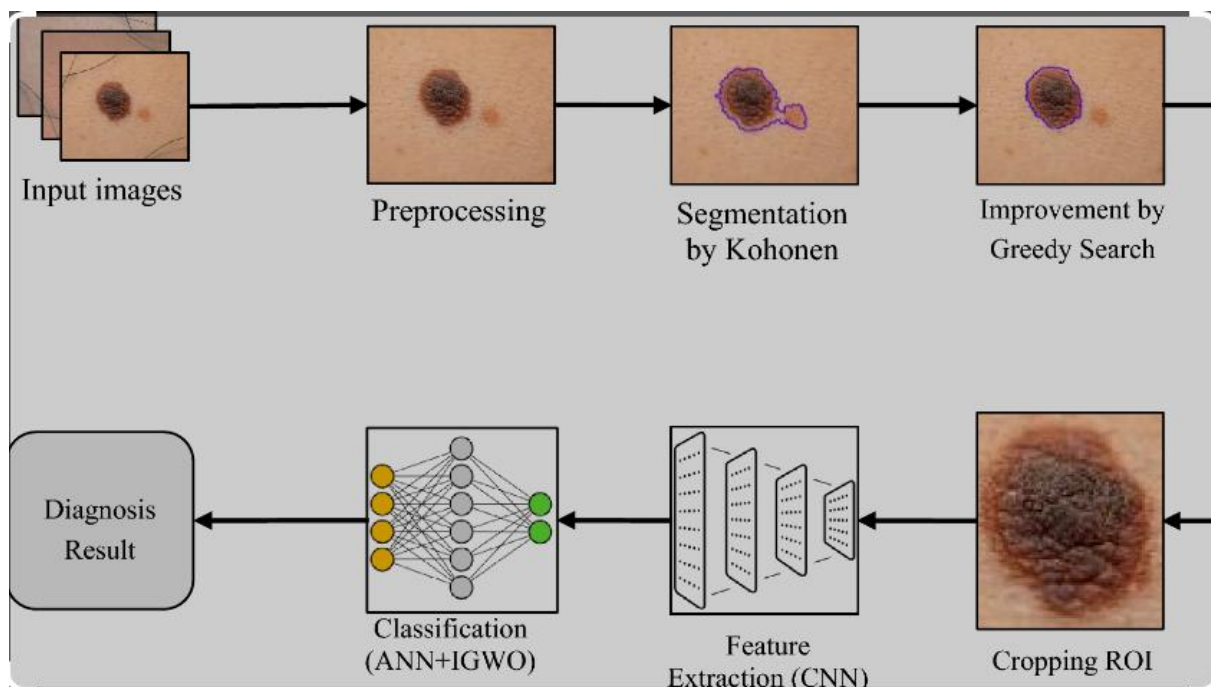 Input images
Preprocessing
Segmentation
by Kohonen
Improvement by
Greedy Search
Diagnosis
Result
Classification
(ANN+IGWO)
Feature
Extraction (CNN)
Cropping ROI